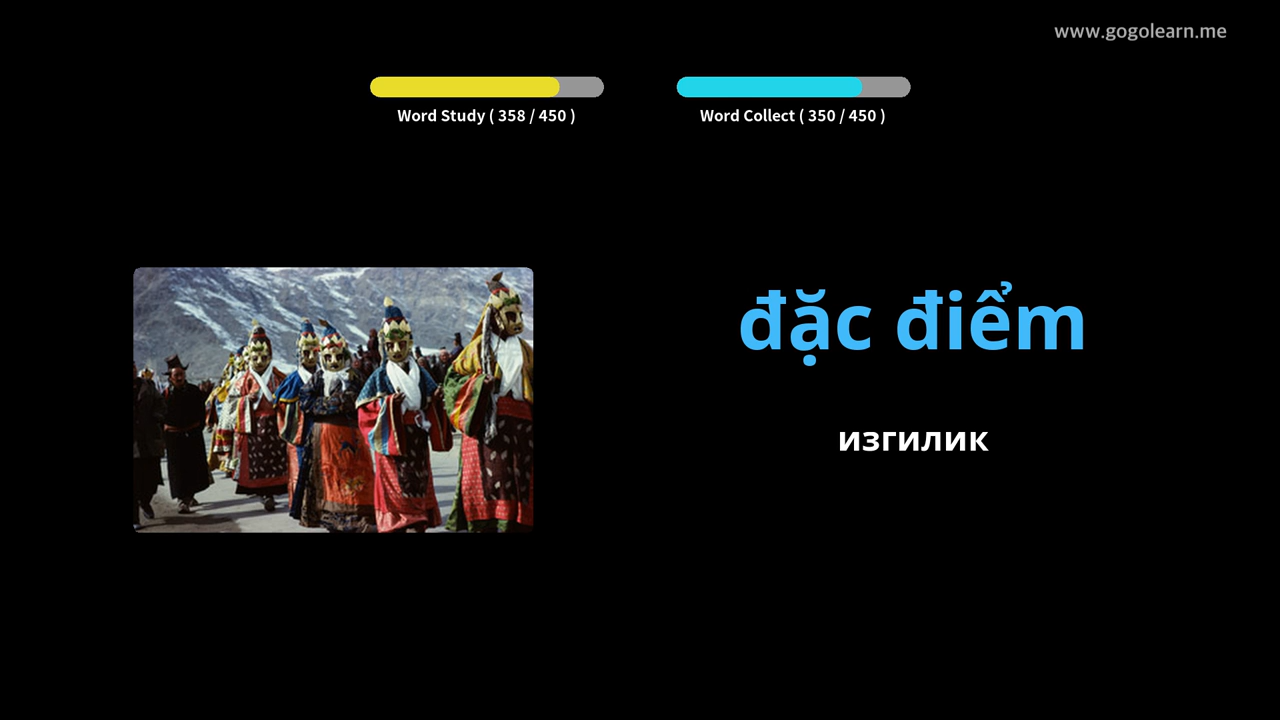 www.gogolearn.me
Word Study ( 358 / 450 )
Word Collect ( 350 / 450 )
đặc điểm
изгилик